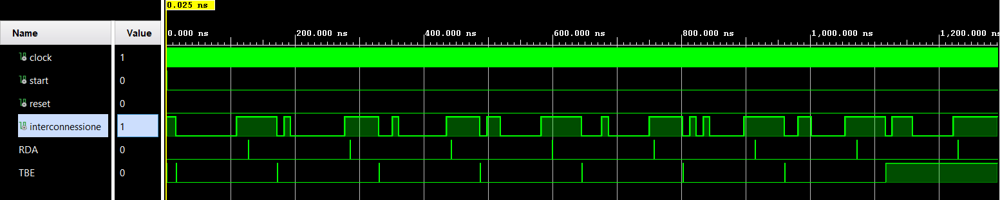 0.025 ns
Name Value
0.000 ns 200.000 ns 400.000 ns 600.000 ns 800.000 ns 1,000.000 ns 1,200.000 ns
clock 1
start 0
reset 0
interconnessione 1
RDA 0
TBE 0